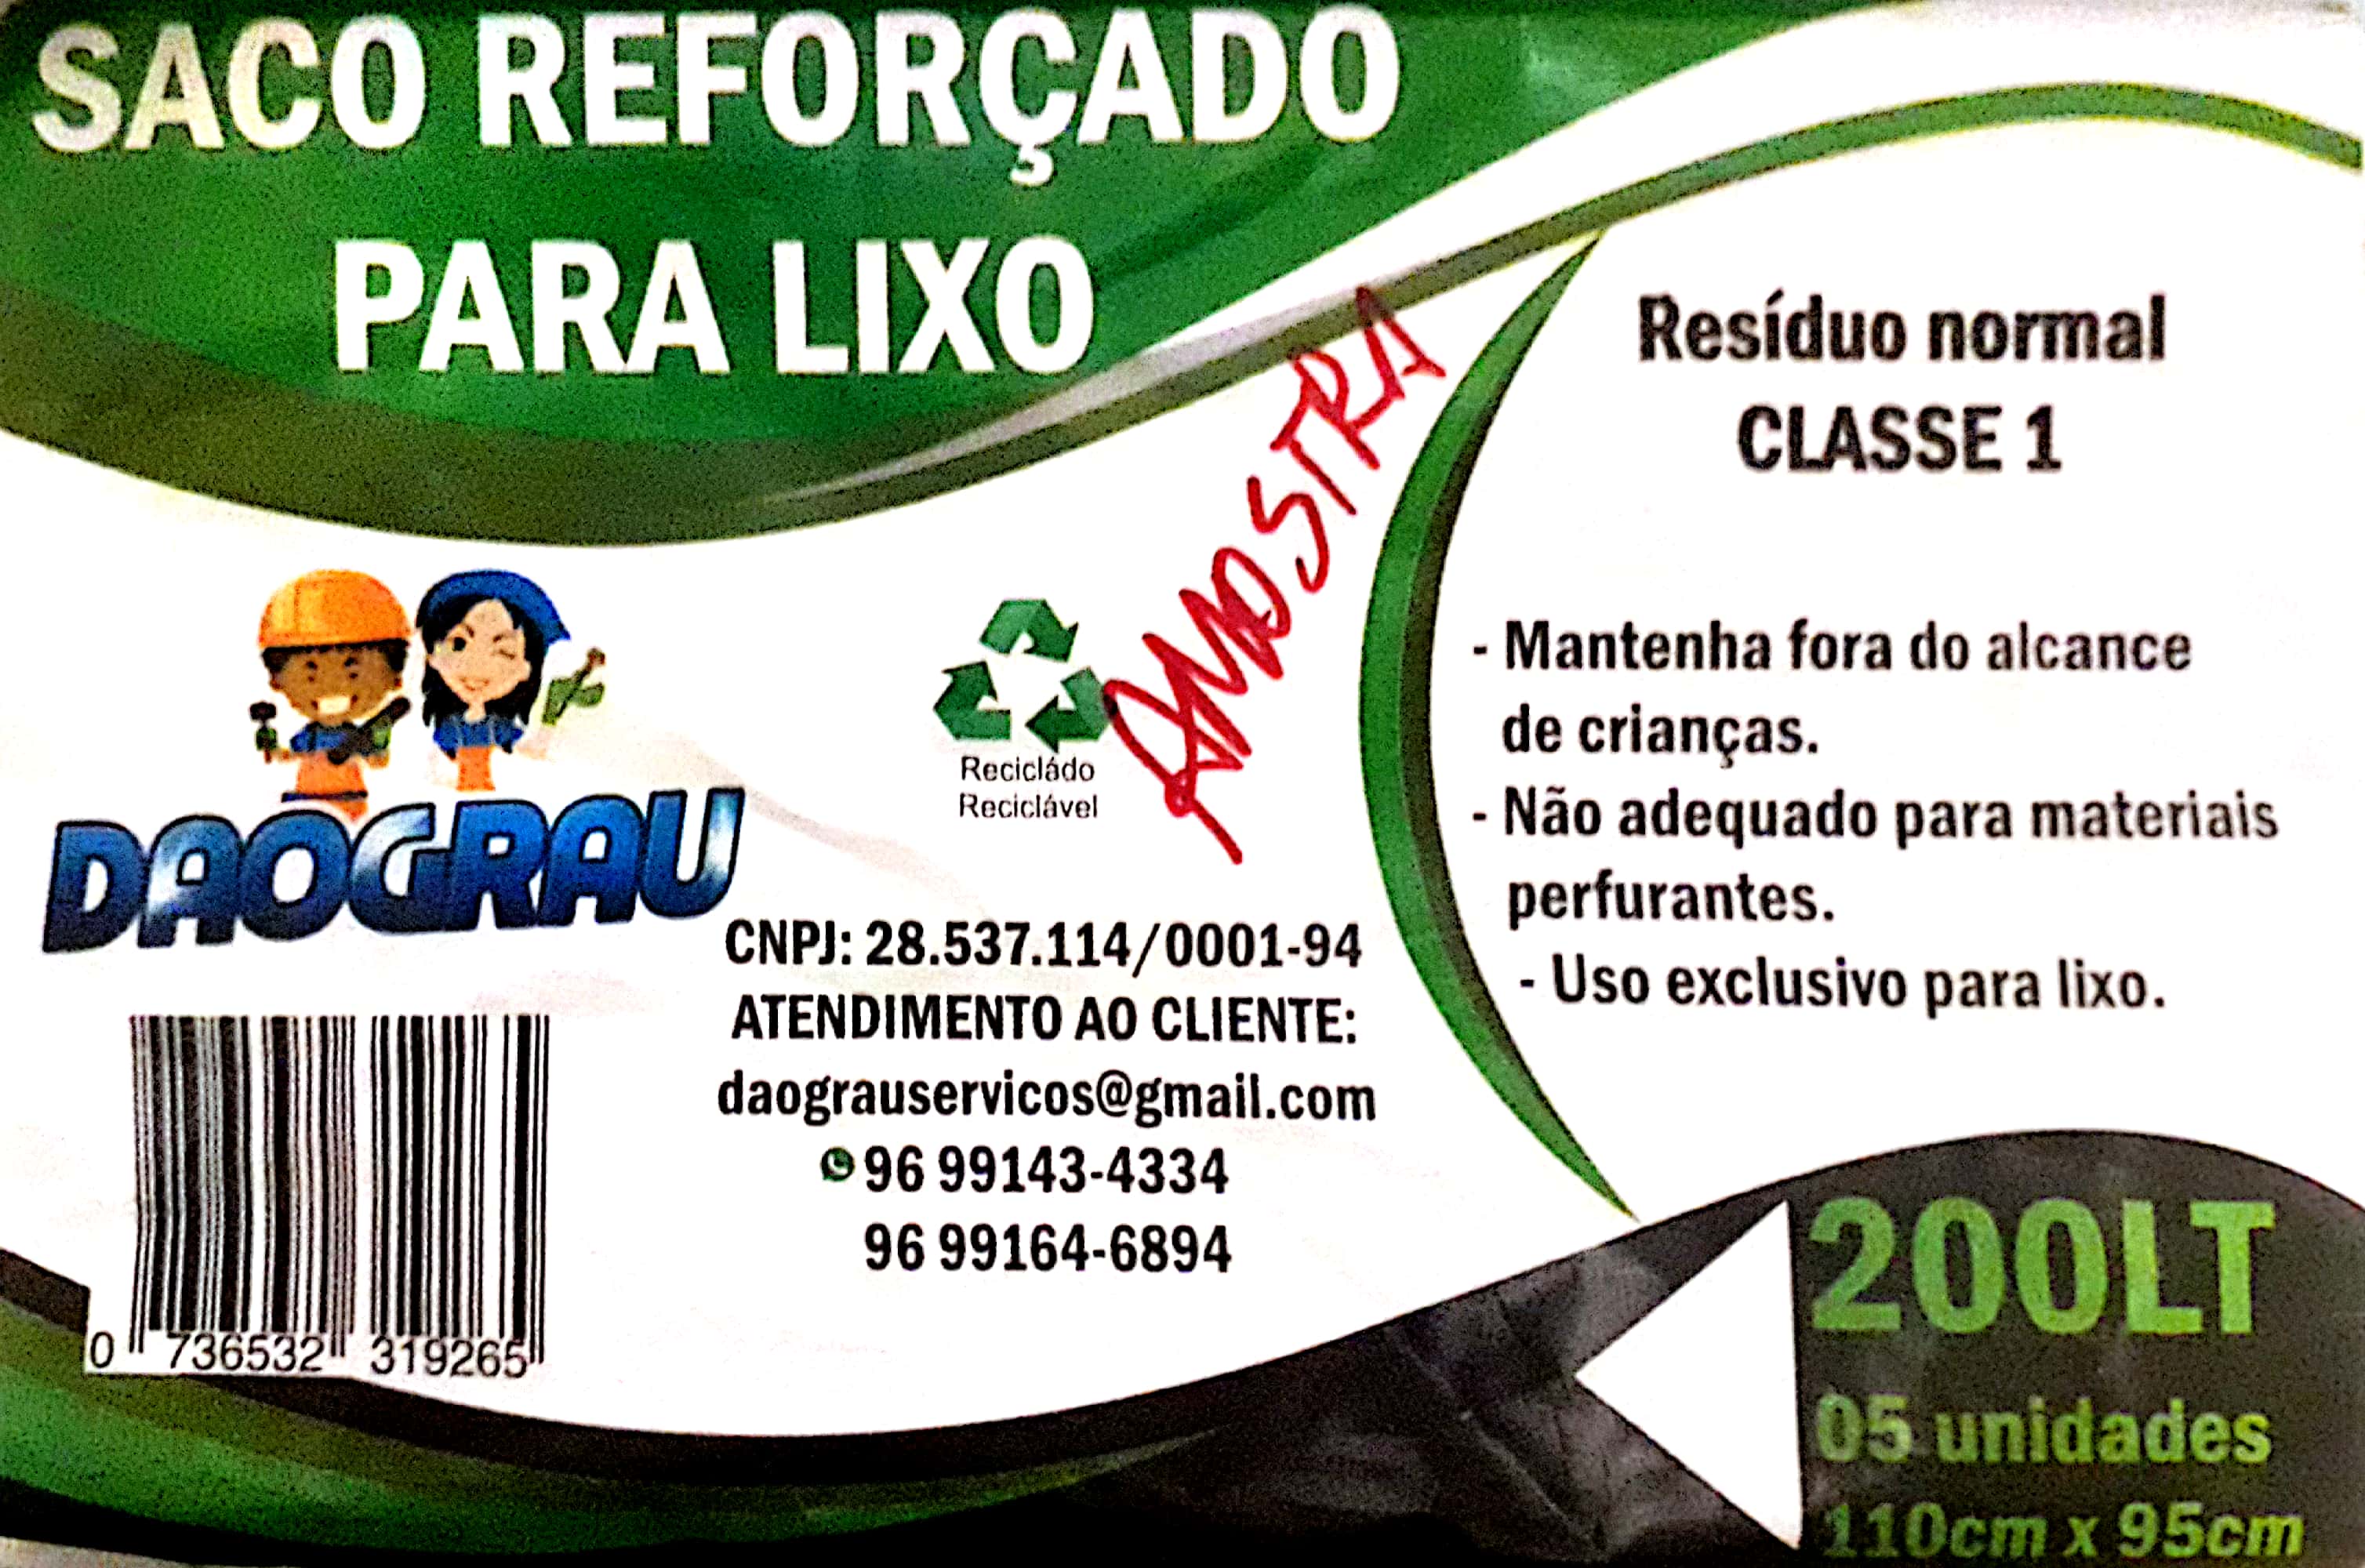 SACO REFORÇADO
PARA LIXO
AMOSTRA
Resíduo normal
CLASSE 1
- Mantenha fora do alcance
de crianças.
- Não adequado para materiais
perfurantes.
- Uso exclusivo para lixo.
Recicládo
Reciclável
DAOGRAU
CNPJ: 28.537.114/0001-94
ATENDIMENTO AO CLIENTE:
daograuservicos@gmail.com
96 99143-4334
96 99164-6894
0 736532 319265
200LT
05 unidades
110cm x 95cm